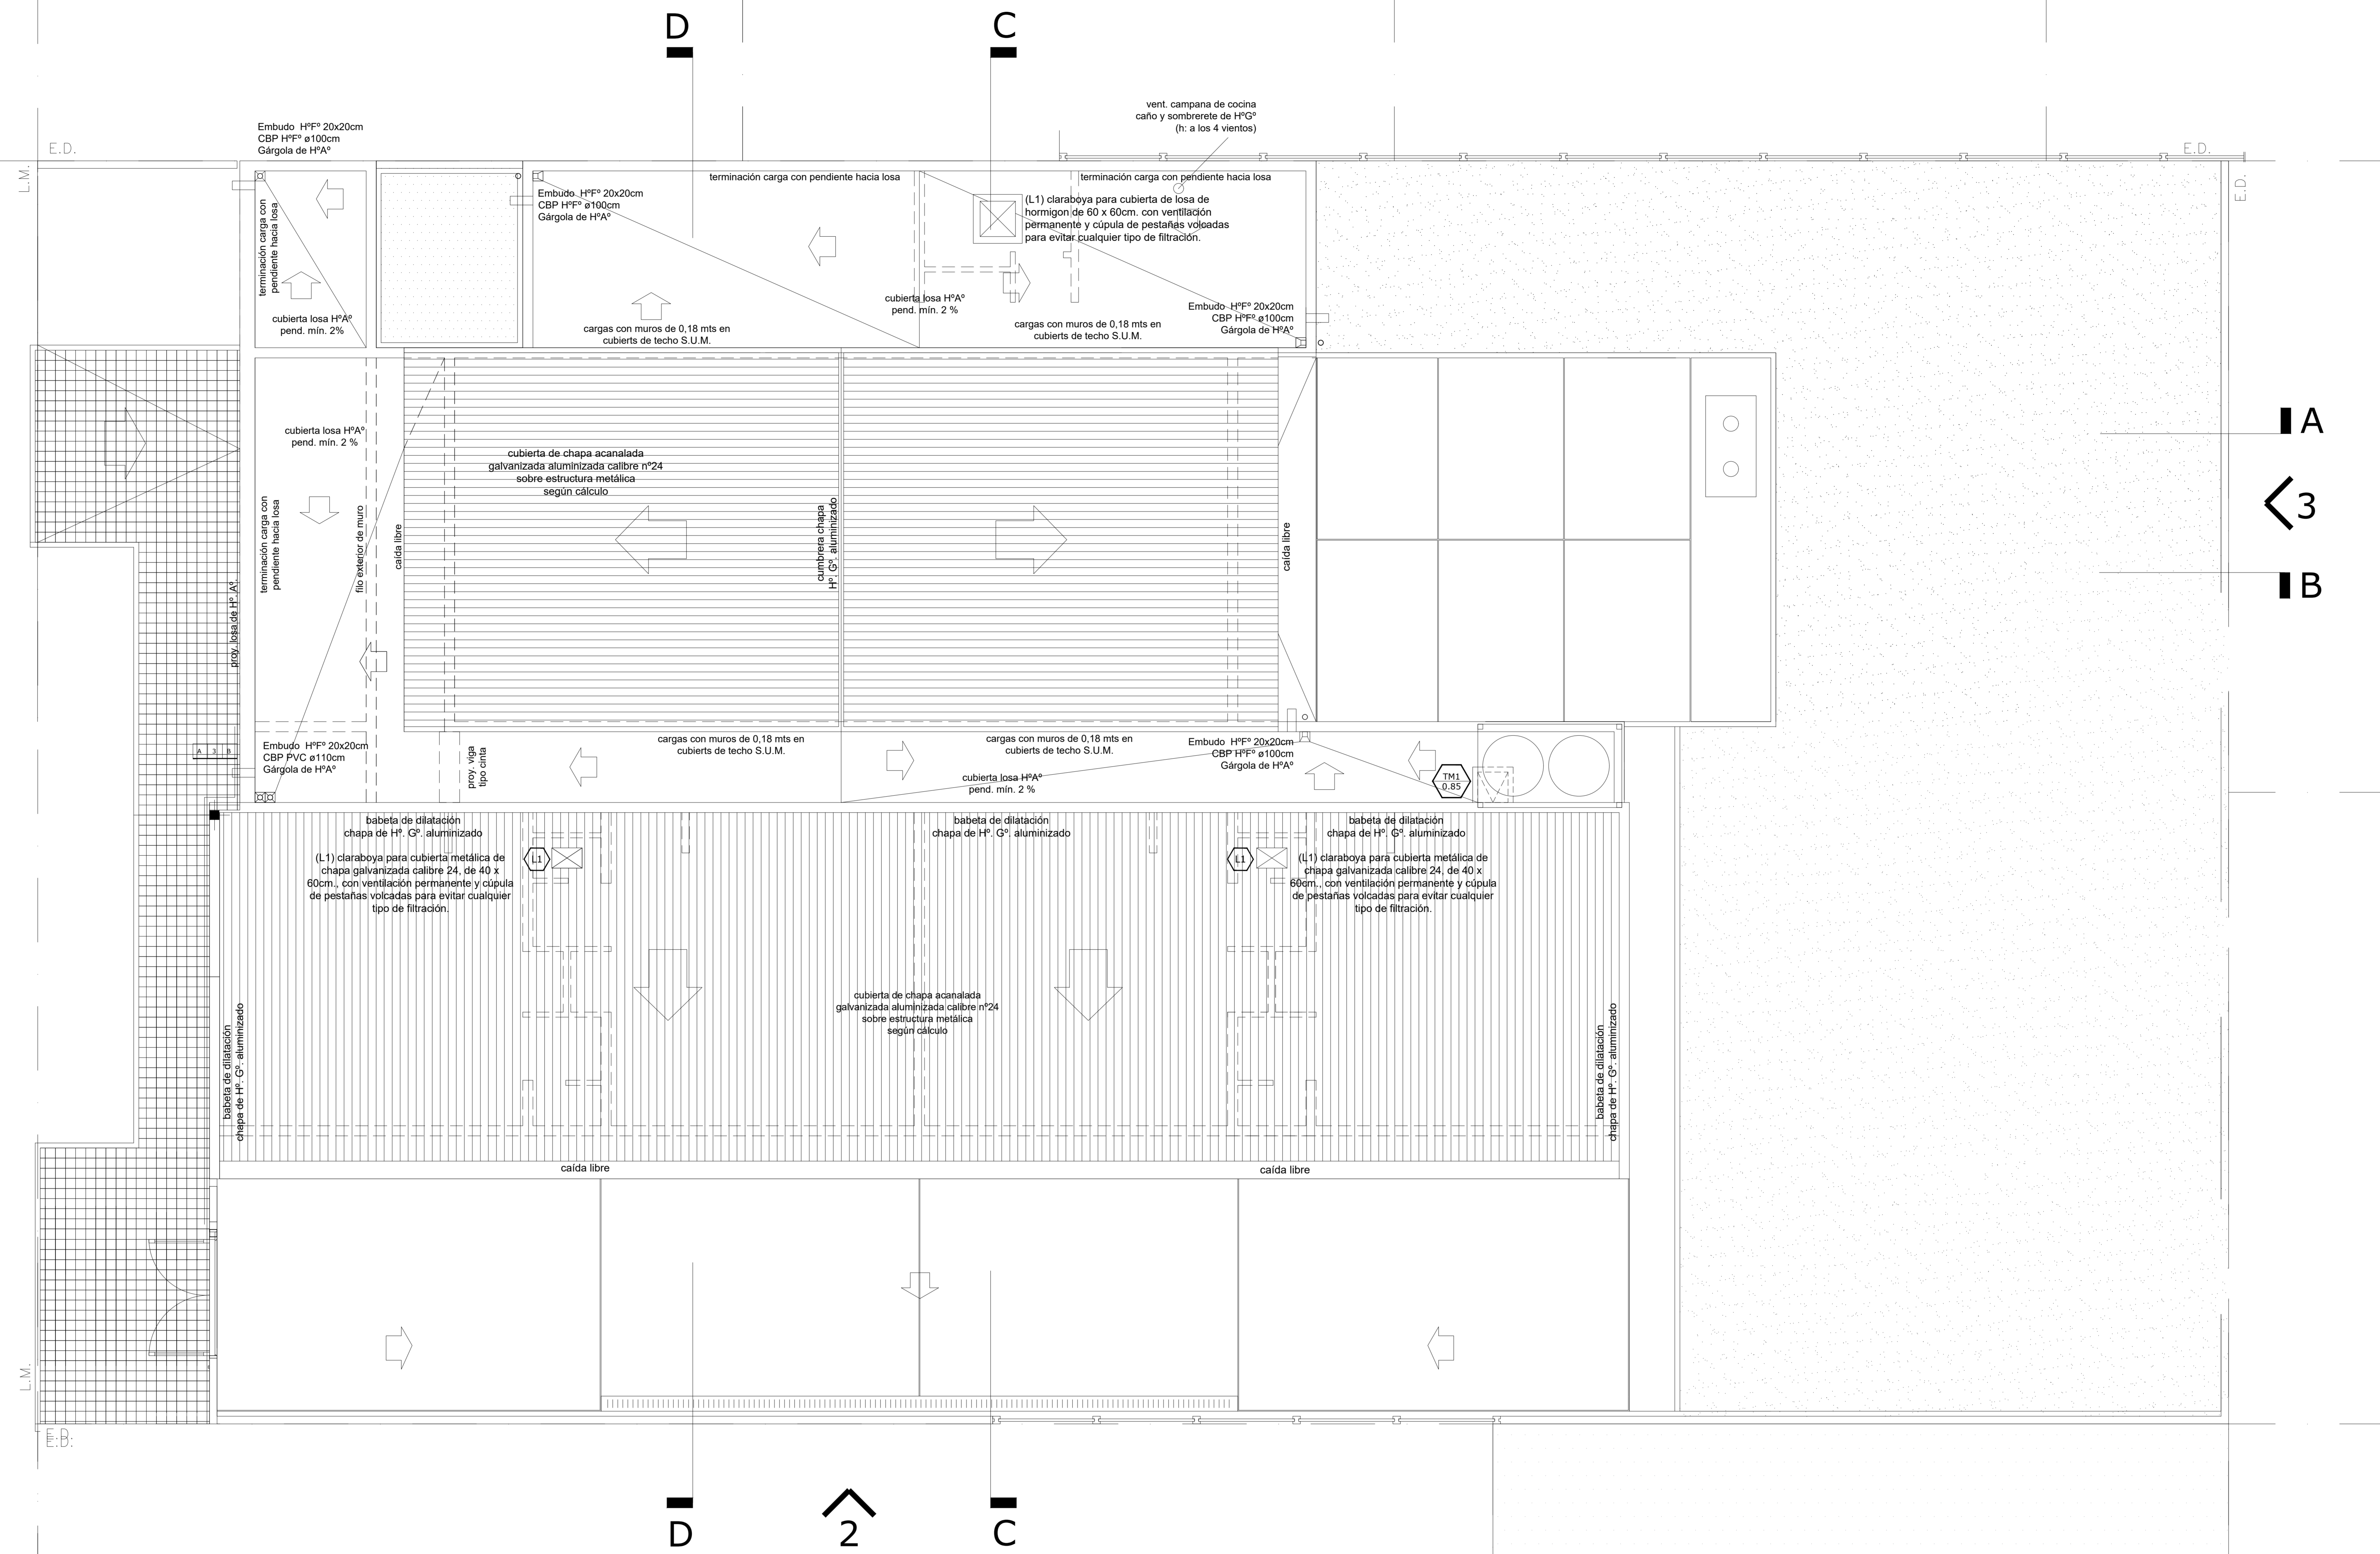 D
C
vent. campana de cocina
caño y sombrerete de HºGº
(h: a los 4 vientos)
Embudo HºFº 20x20cm
CBP HºFº ø100cm
Gárgola de HºAº
E.D.
E.D.
L.M.
E.D.
terminación carga con pendiente hacia losa
terminación carga con pendiente hacia losa
Embudo HºFº 20x20cm
CBP HºFº ø100cm
Gárgola de HºAº
(L1) claraboya para cubierta de losa de
hormigon de 60 x 60cm. con ventilación
permanente y cúpula de pestañas volcadas
para evitar cualquier tipo de filtración.
terminación carga con
pendiente hacia losa
cubierta losa HºAº
pend. mín. 2%
cubierta losa HºAº
pend. mín. 2 %
cargas con muros de 0,18 mts en
cubierts de techo S.U.M.
cargas con muros de 0,18 mts en
cubierts de techo S.U.M.
Embudo HºFº 20x20cm
CBP HºFº ø100cm
Gárgola de HºAº
A
3
B
cubierta losa HºAº
pend. mín. 2 %
cubierta de chapa acanalada
galvanizada aluminizada calibre nº24
sobre estructura metálica
según cálculo
terminación carga con
pendiente hacia losa
filo exterior de muro
caída libre
cumbrera chapa
Hº. Gº. aluminizado
caída libre
proy. losa de Hº. Aº.
A 3 B
Embudo HºFº 20x20cm
CBP PVC ø110cm
Gárgola de HºAº
proy. viga
tipo cinta
cargas con muros de 0,18 mts en
cubierts de techo S.U.M.
cargas con muros de 0,18 mts en
cubierts de techo S.U.M.
cubierta losa HºAº
pend. mín. 2 %
Embudo HºFº 20x20cm
CBP HºFº ø100cm
Gárgola de HºAº
TM1
0.85
babeta de dilatación
chapa de Hº. Gº. aluminizado
babeta de dilatación
chapa de Hº. Gº. aluminizado
babeta de dilatación
chapa de Hº. Gº. aluminizado
(L1) claraboya para cubierta metálica de
chapa galvanizada calibre 24, de 40 x
60cm., con ventilación permanente y cúpula
de pestañas volcadas para evitar cualquier
tipo de filtración.
L1
L1
(L1) claraboya para cubierta metálica de
chapa galvanizada calibre 24, de 40 x
60cm., con ventilación permanente y cúpula
de pestañas volcadas para evitar cualquier
tipo de filtración.
cubierta de chapa acanalada
galvanizada aluminizada calibre nº24
sobre estructura metálica
según cálculo
babeta de dilatación
chapa de Hº. Gº. aluminizado
babeta de dilatación
chapa de Hº. Gº. aluminizado
caída libre
caída libre
L.M.
E.D.
E.D.
D
2
C